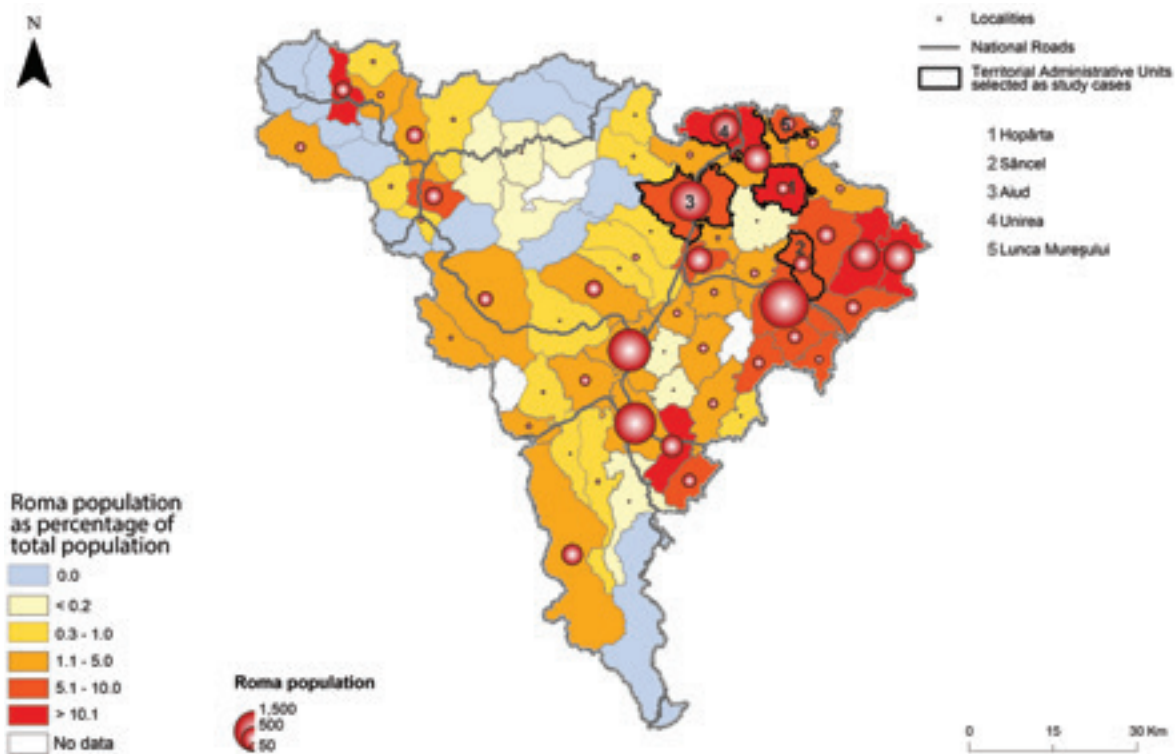 N
Localities
National Roads
Territorial Administrative Units
selected as study cases
1 Hopârta
2 Sâncel
3 Aiud
4 Unirea
5 Lunca Mureșului
4
5
1
3
2
Roma population
as percentage of
total population
0.0
< 0.2
0.3 - 1.0
1.1 - 5.0
5.1 - 10.0
> 10.1
No data
Roma population
1,500
500
50
0 15 30 Km